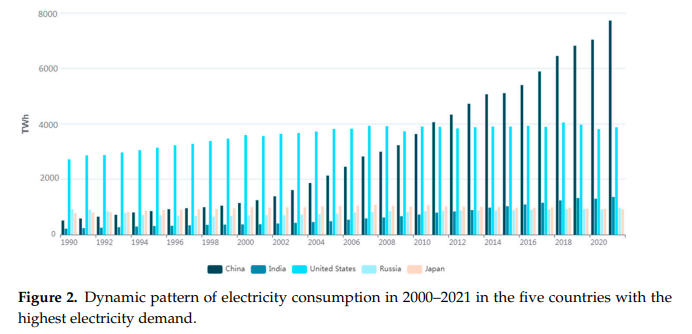 8000
6000
4000
2000
0
TWh
1990 1992 1994 1996 1998 2000 2002 2004 2006 2008 2010 2012 2014 2016 2018 2020
China India United States Russia Japan
Figure 2. Dynamic pattern of electricity consumption in 2000–2021 in the five countries with the
highest electricity demand.